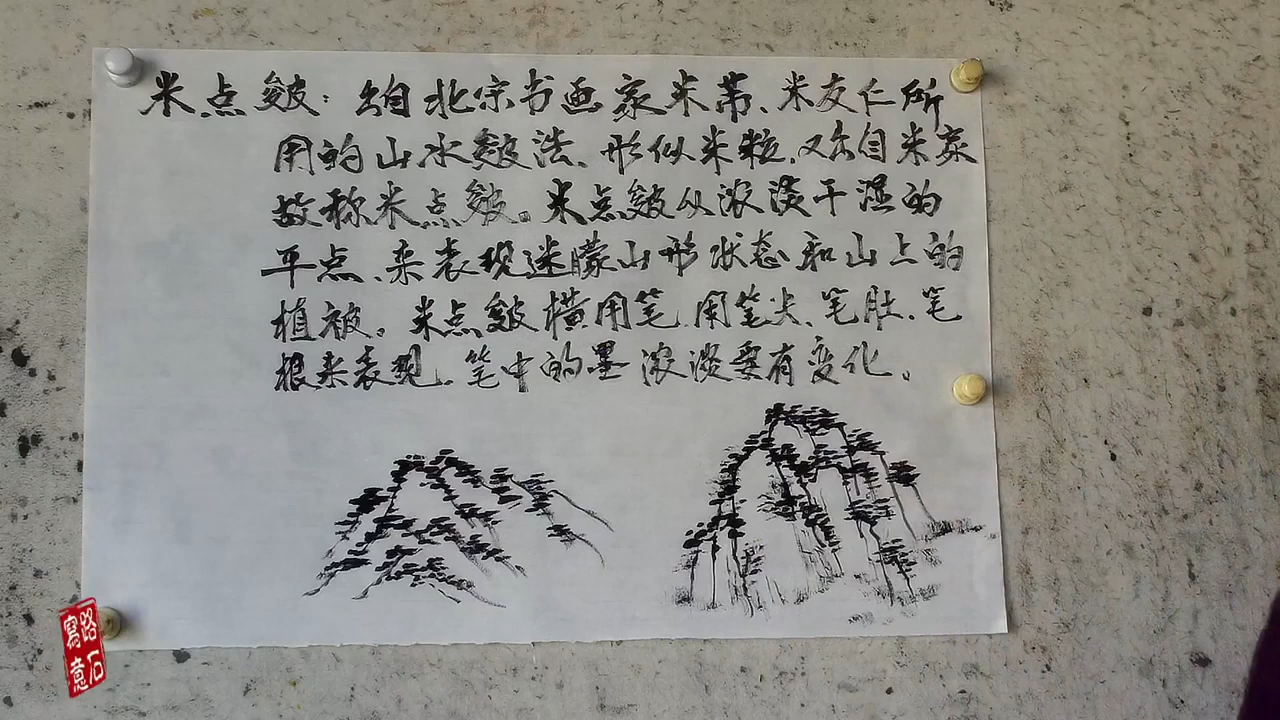 米点皴：出自北宗书画家米芾、米友仁所
用的山水皴法、形似米粒，又出自米家
故称米点皴。米点皴从浓淡干湿的
平点、来表现迷朦山形状态和山上的
植被。米点皴横用笔，用笔尖、笔肚、笔
根来表现，笔中的墨浓淡要有变化。
路石
寫意